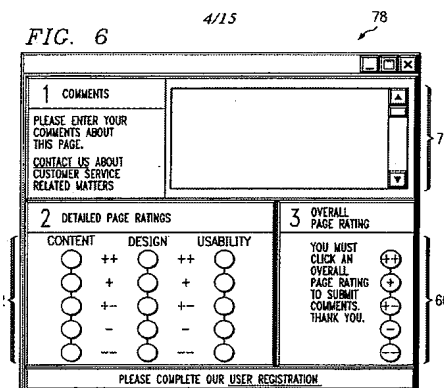 4/15
FIG. 6
78
1 COMMENTS
PLEASE ENTER YOUR
COMMENTS ABOUT
THIS PAGE.
CONTACT US ABOUT
CUSTOMER SERVICE
RELATED MATTERS
7
2 DETAILED PAGE RATINGS
CONTENT DESIGN USABILITY
++ ++
+ +
+- +-
- -
-- --
3 OVERALL
PAGE RATING
YOU MUST
CLICK AN
OVERALL
PAGE RATING
TO SUBMIT
COMMENTS.
THANK YOU.
++
+
+-
-
--
PLEASE COMPLETE OUR USER REGISTRATION